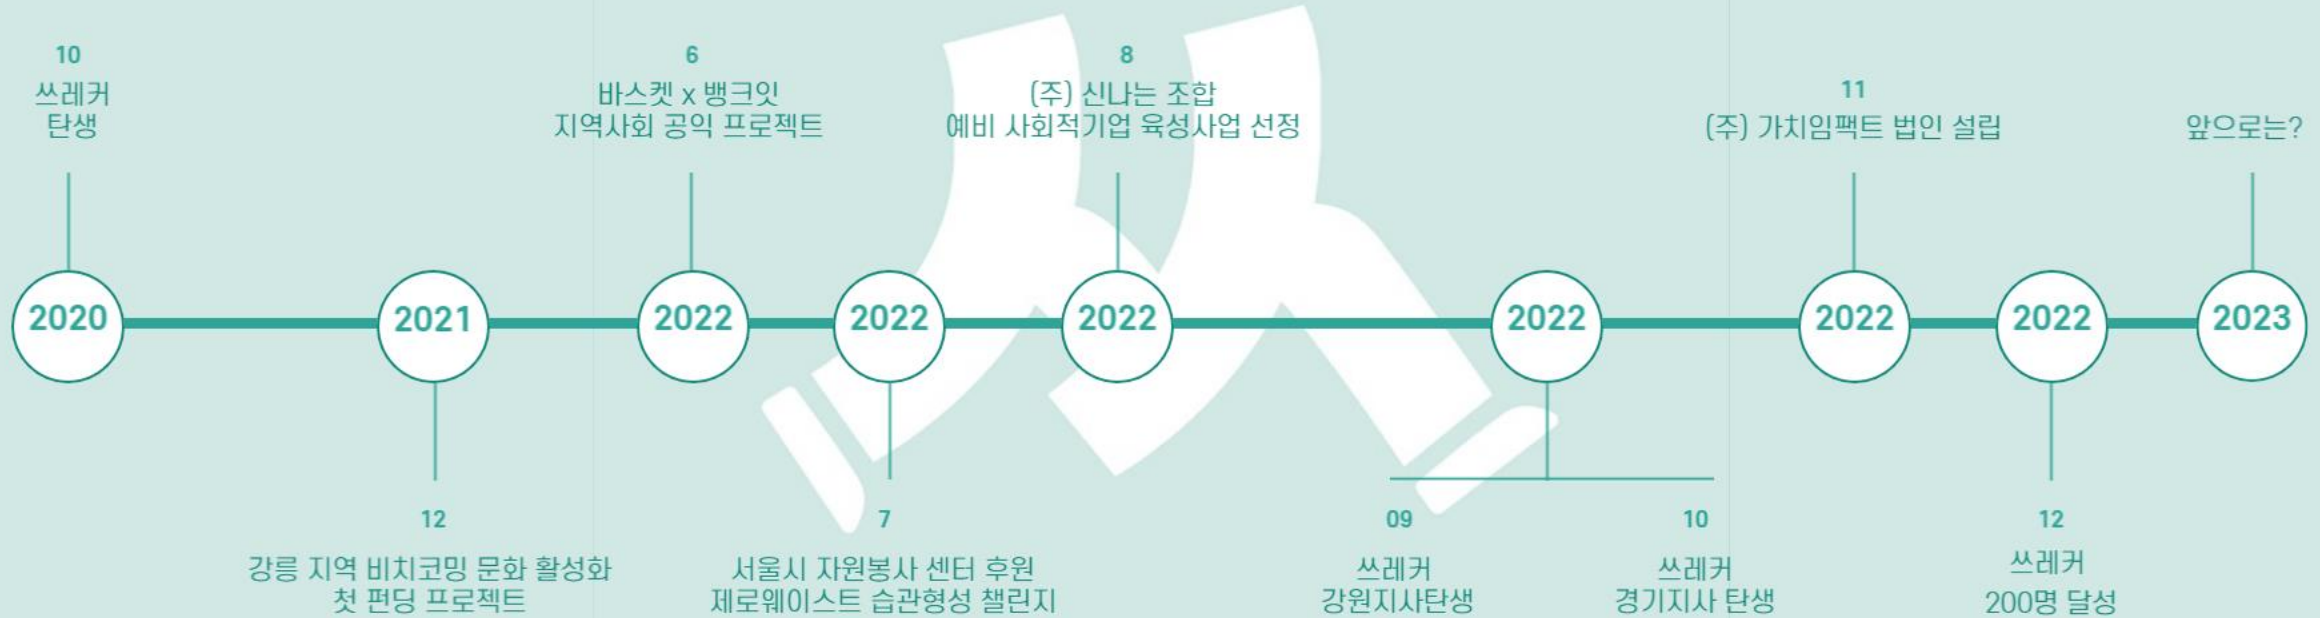 10
쓰레커
탄생
6
바스켓 x 뱅크잇
지역사회 공익 프로젝트
8
(주) 신나는 조합
예비 사회적기업 육성사업 선정
11
(주) 가치임팩트 법인 설립
앞으로는?
2020
2021
2022
2022
2022
2022
2022
2022
2023
12
강릉 지역 비치코밍 문화 활성화
첫 펀딩 프로젝트
7
서울시 자원봉사 센터 후원
제로웨이스트 습관형성 챌린지
09
쓰레커
강원지사탄생
10
쓰레커
경기지사 탄생
12
쓰레커
200명 달성